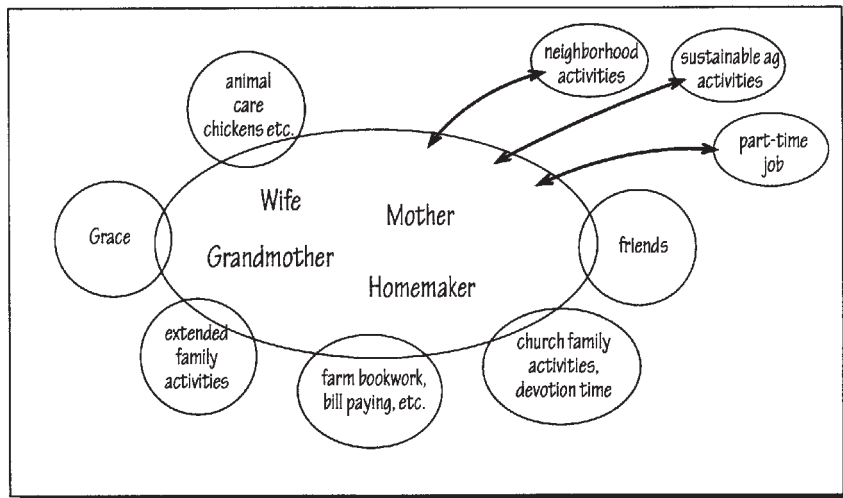 neighborhood
activities
sustainable ag
activities
animal
care
chickens etc.
part-time
job
Wife
Mother
Grace
Grandmother
friends
Homemaker
extended
family
activities
farm bookwork,
bill paying, etc.
church family
activities,
devotion time